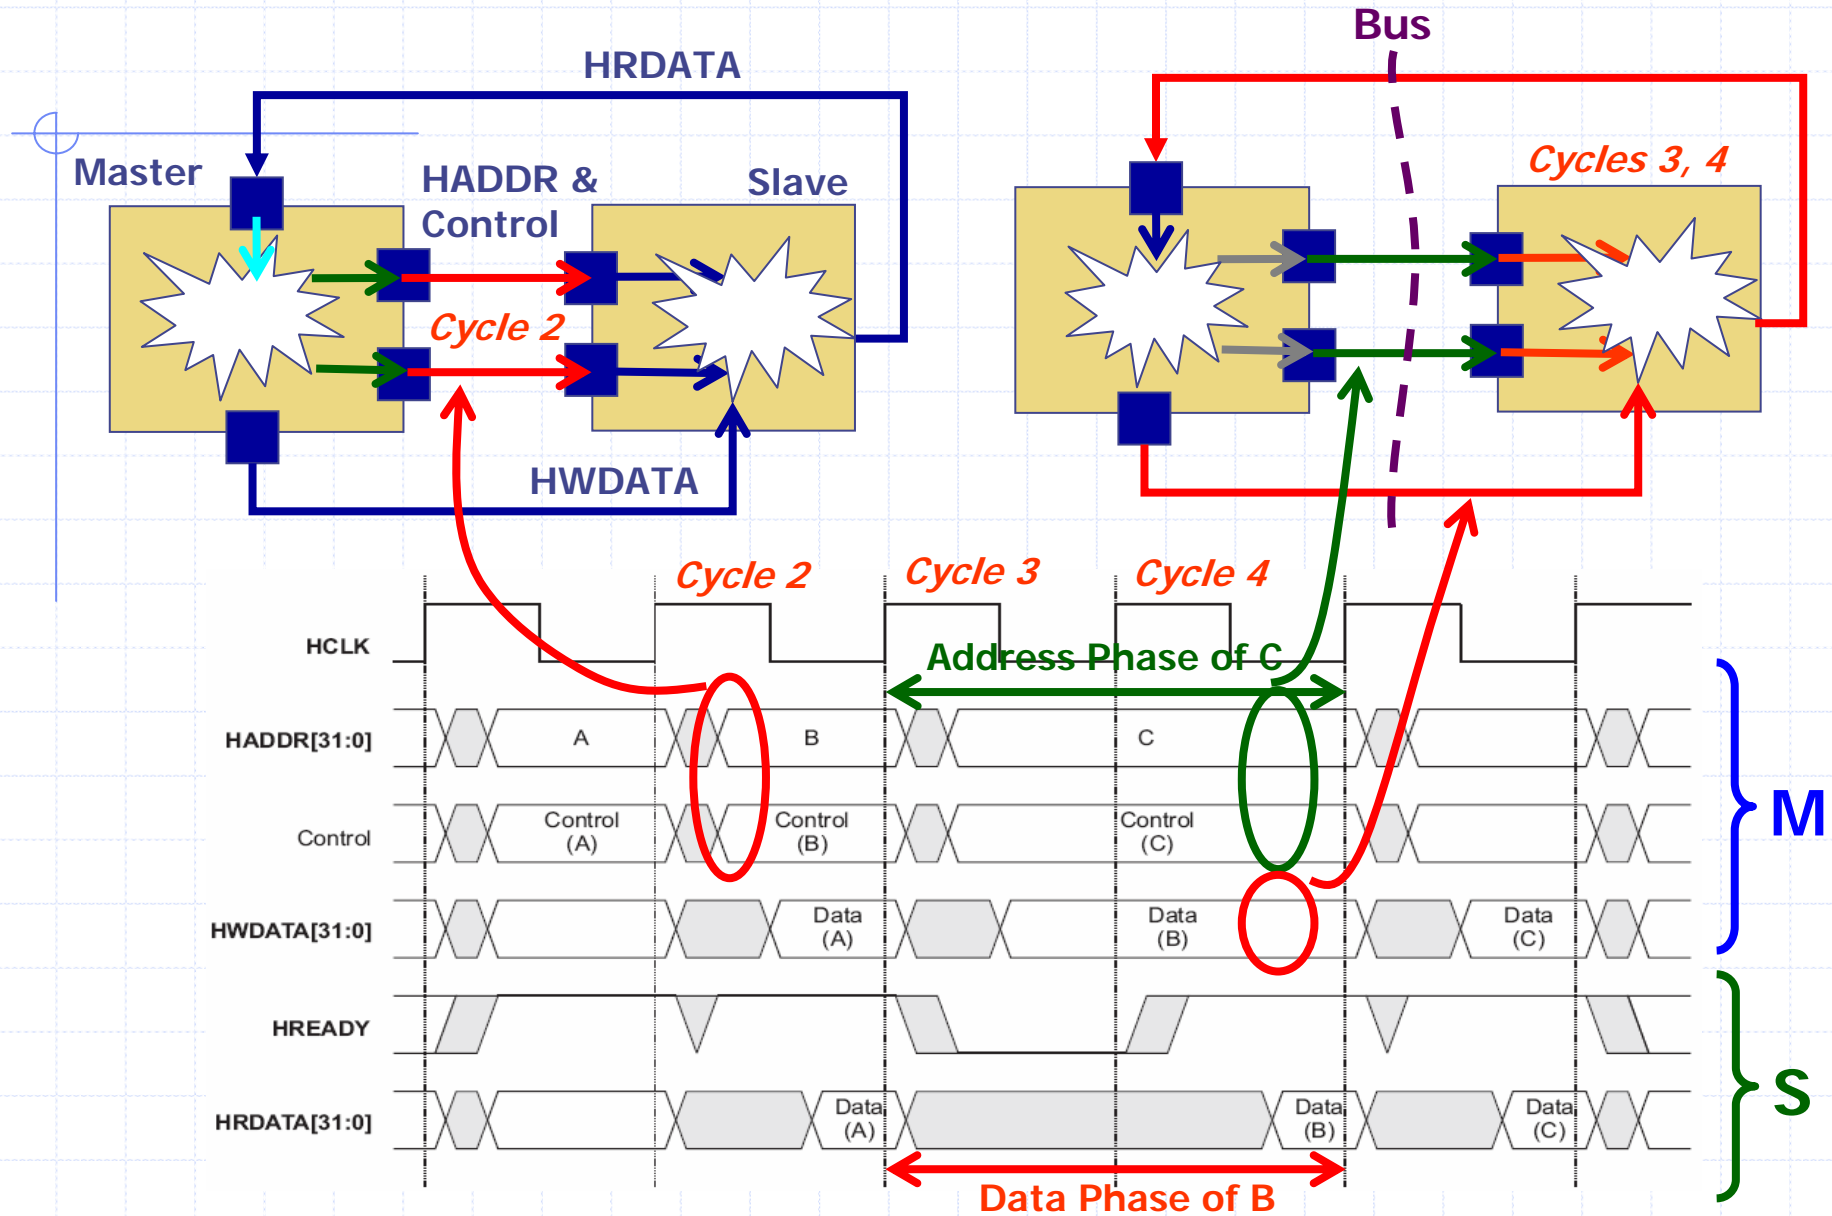 Bus
HRDATA
Master
HADDR &
Control
Slave
Cycles 3, 4
Cycle 2
HWDATA
Cycle 2
Cycle 3
Cycle 4
HCLK
Address Phase of C
HADDR[31:0]
A
B
C
Control
Control
(A)
Control
(B)
Control
(C)
M
HWDATA[31:0]
Data
(A)
Data
(B)
Data
(C)
HREADY
HRDATA[31:0]
Data
(A)
Data
(B)
Data
(C)
S
Data Phase of B